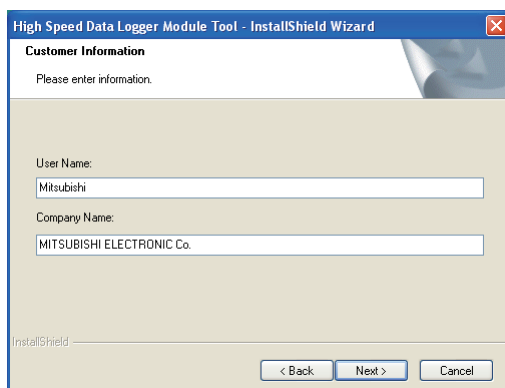 High Speed Data Logger Module Tool - InstallShield Wizard
Customer Information
Please enter information.
User Name:
Mitsubishi
Company Name:
MITSUBISHI ELECTRONIC Co.
InstallShield
< Back Next > Cancel